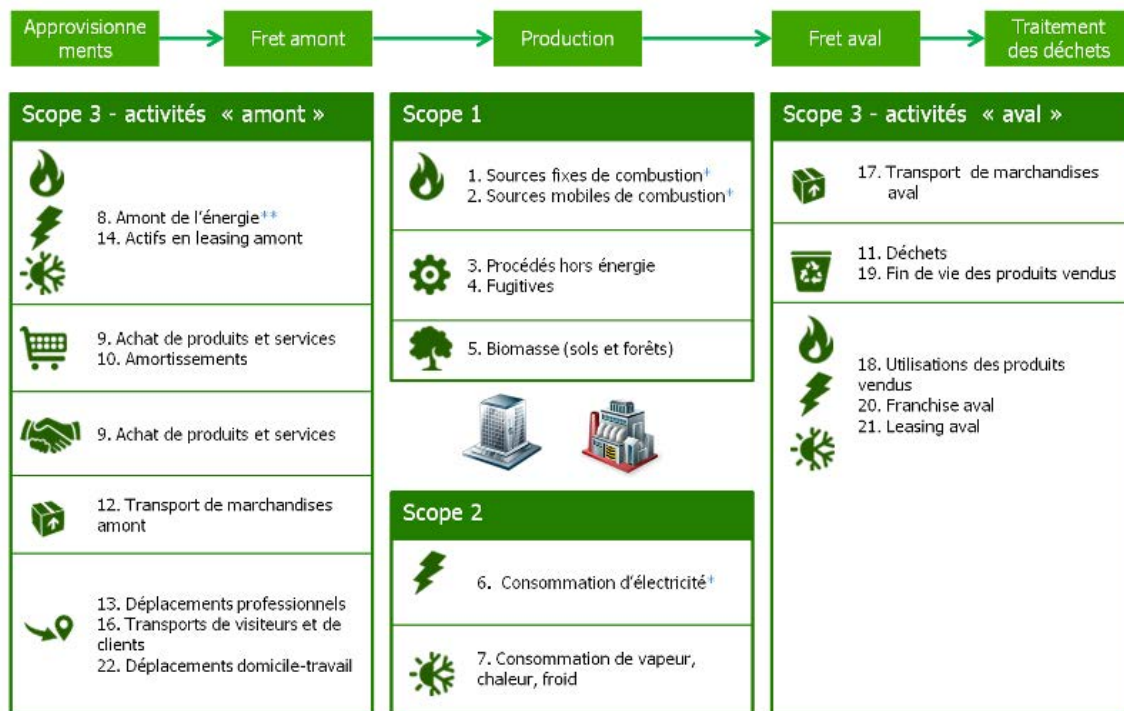 Approvisionne
ments
Fret amont
Production
Fret aval
Traitement
des déchets
Scope 3 - activités « amont »
8. Amont de l'énergie**
14. Actifs en leasing amont
9. Achat de produits et services
10. Amortissements
9. Achat de produits et services
12. Transport de marchandises
amont
13. Déplacements professionnels
16. Transports de visiteurs et de
clients
22. Déplacements domicile-travail
Scope 1
1. Sources fixes de combustion*
2. Sources mobiles de combustion*
3. Procédés hors énergie
4. Fugitives
5. Biomasse (sols et forêts)
Scope 2
6. Consommation d'électricité*
7. Consommation de vapeur,
chaleur, froid
Scope 3 - activités « aval »
17. Transport de marchandises
aval
11. Déchets
19. Fin de vie des produits vendus
18. Utilisations des produits
vendus
20. Franchise aval
21. Leasing aval